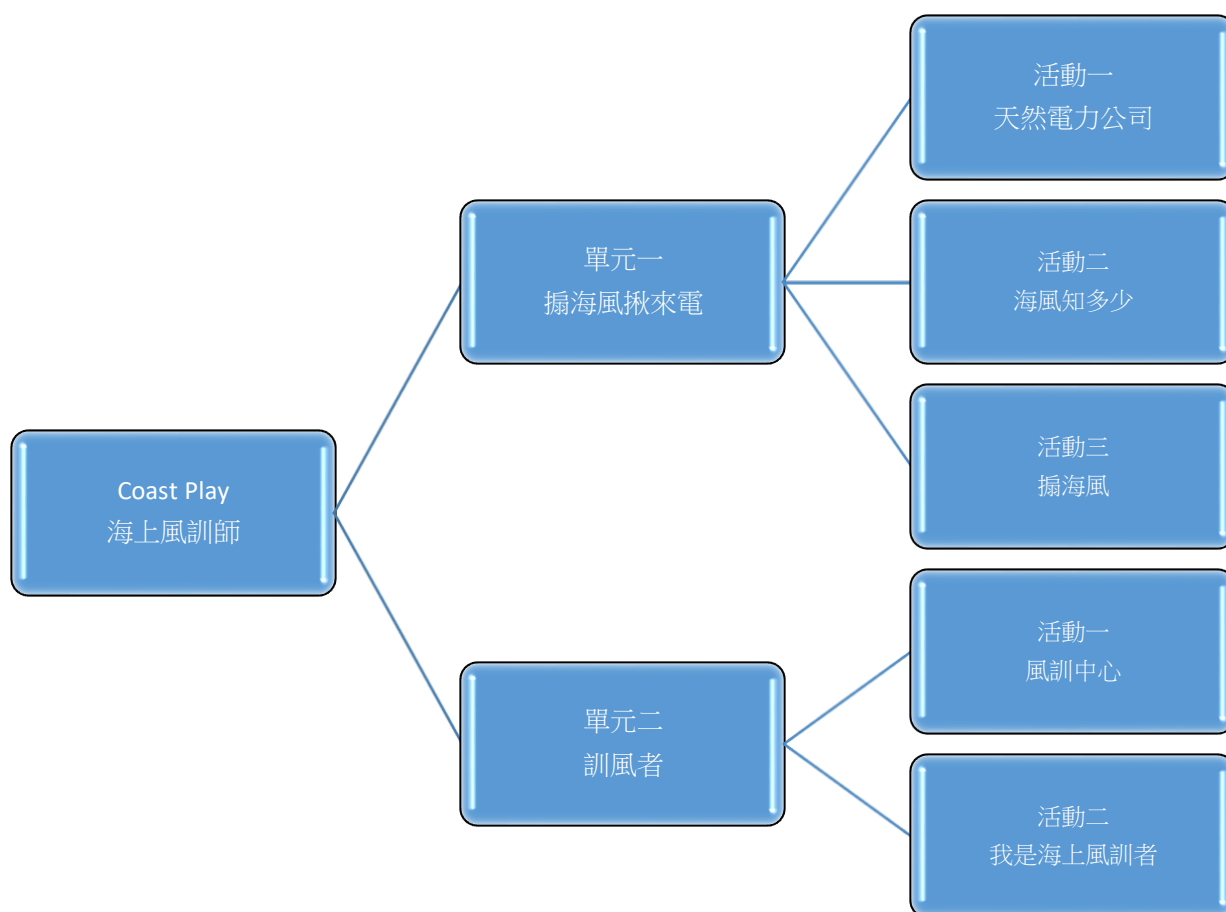 Coast Play
海上風訓師
單元一
搧海風揪來電
活動一
天然電力公司
活動二
海風知多少
活動三
搧海風
單元二
訓風者
活動一
風訓中心
活動二
我是海上風訓者